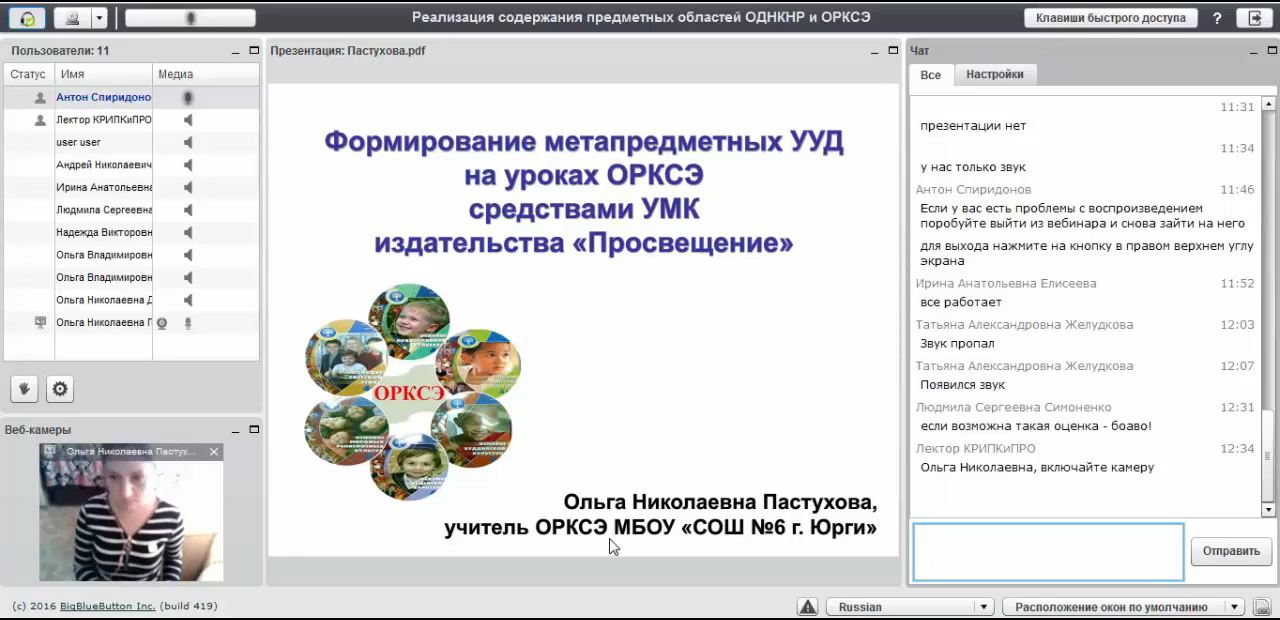 Реализация содержания предметных областей ОДНКНР и ОРКСЭ
Клавиши быстрого доступа
?
Пользователи: 11
Статус Имя Медиа
Антон Спиридоно
Лектор КРИПКиПРО
user user
Андрей Николаевич
Ирина Анатольевна
Людмила Сергеевна
Надежда Викторовн
Ольга Владимировн
Ольга Владимировн
Ольга Николаевна Д
Ольга Николаевна П
Веб-камеры
Ольга Николаевна Пастух...
Презентация: Пастухова.pdf
Формирование метапредметных УУД
на уроках ОРКСЭ
средствами УМК
издательства «Просвещение»
ОРКСЭ
Ольга Николаевна Пастухова,
учитель ОРКСЭ МБОУ «СОШ №6 г. Юрги»
Чат
Все Настройки
11:31
презентации нет
11:34
у нас только звук
Антон Спиридонов 11:46
Если у вас есть проблемы с воспроизведением
поробуйте выйти из вебинара и снова зайти на него
для выхода нажмите на кнопку в правом верхнем углу
экрана
Ирина Анатольевна Елисеева 11:52
все работает
Татьяна Александровна Желудкова 12:03
Звук пропал
Татьяна Александровна Желудкова 12:07
Появился звук
Людмила Сергеевна Симоненко 12:31
если возможна такая оценка - боаво!
Лектор КРИПКиПРО 12:34
Ольга Николаевна, включайте камеру
Отправить
(c) 2016 BigBlueButton Inc. (build 419)
Russian
Расположение окон по умолчанию